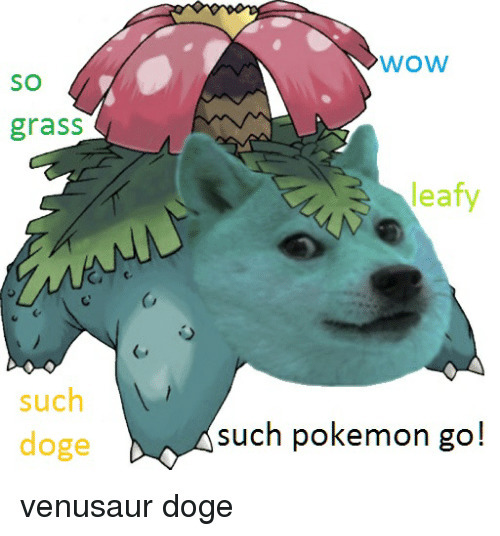 wow
so
grass
leafy
such
doge
such pokemon go!
venusaur doge